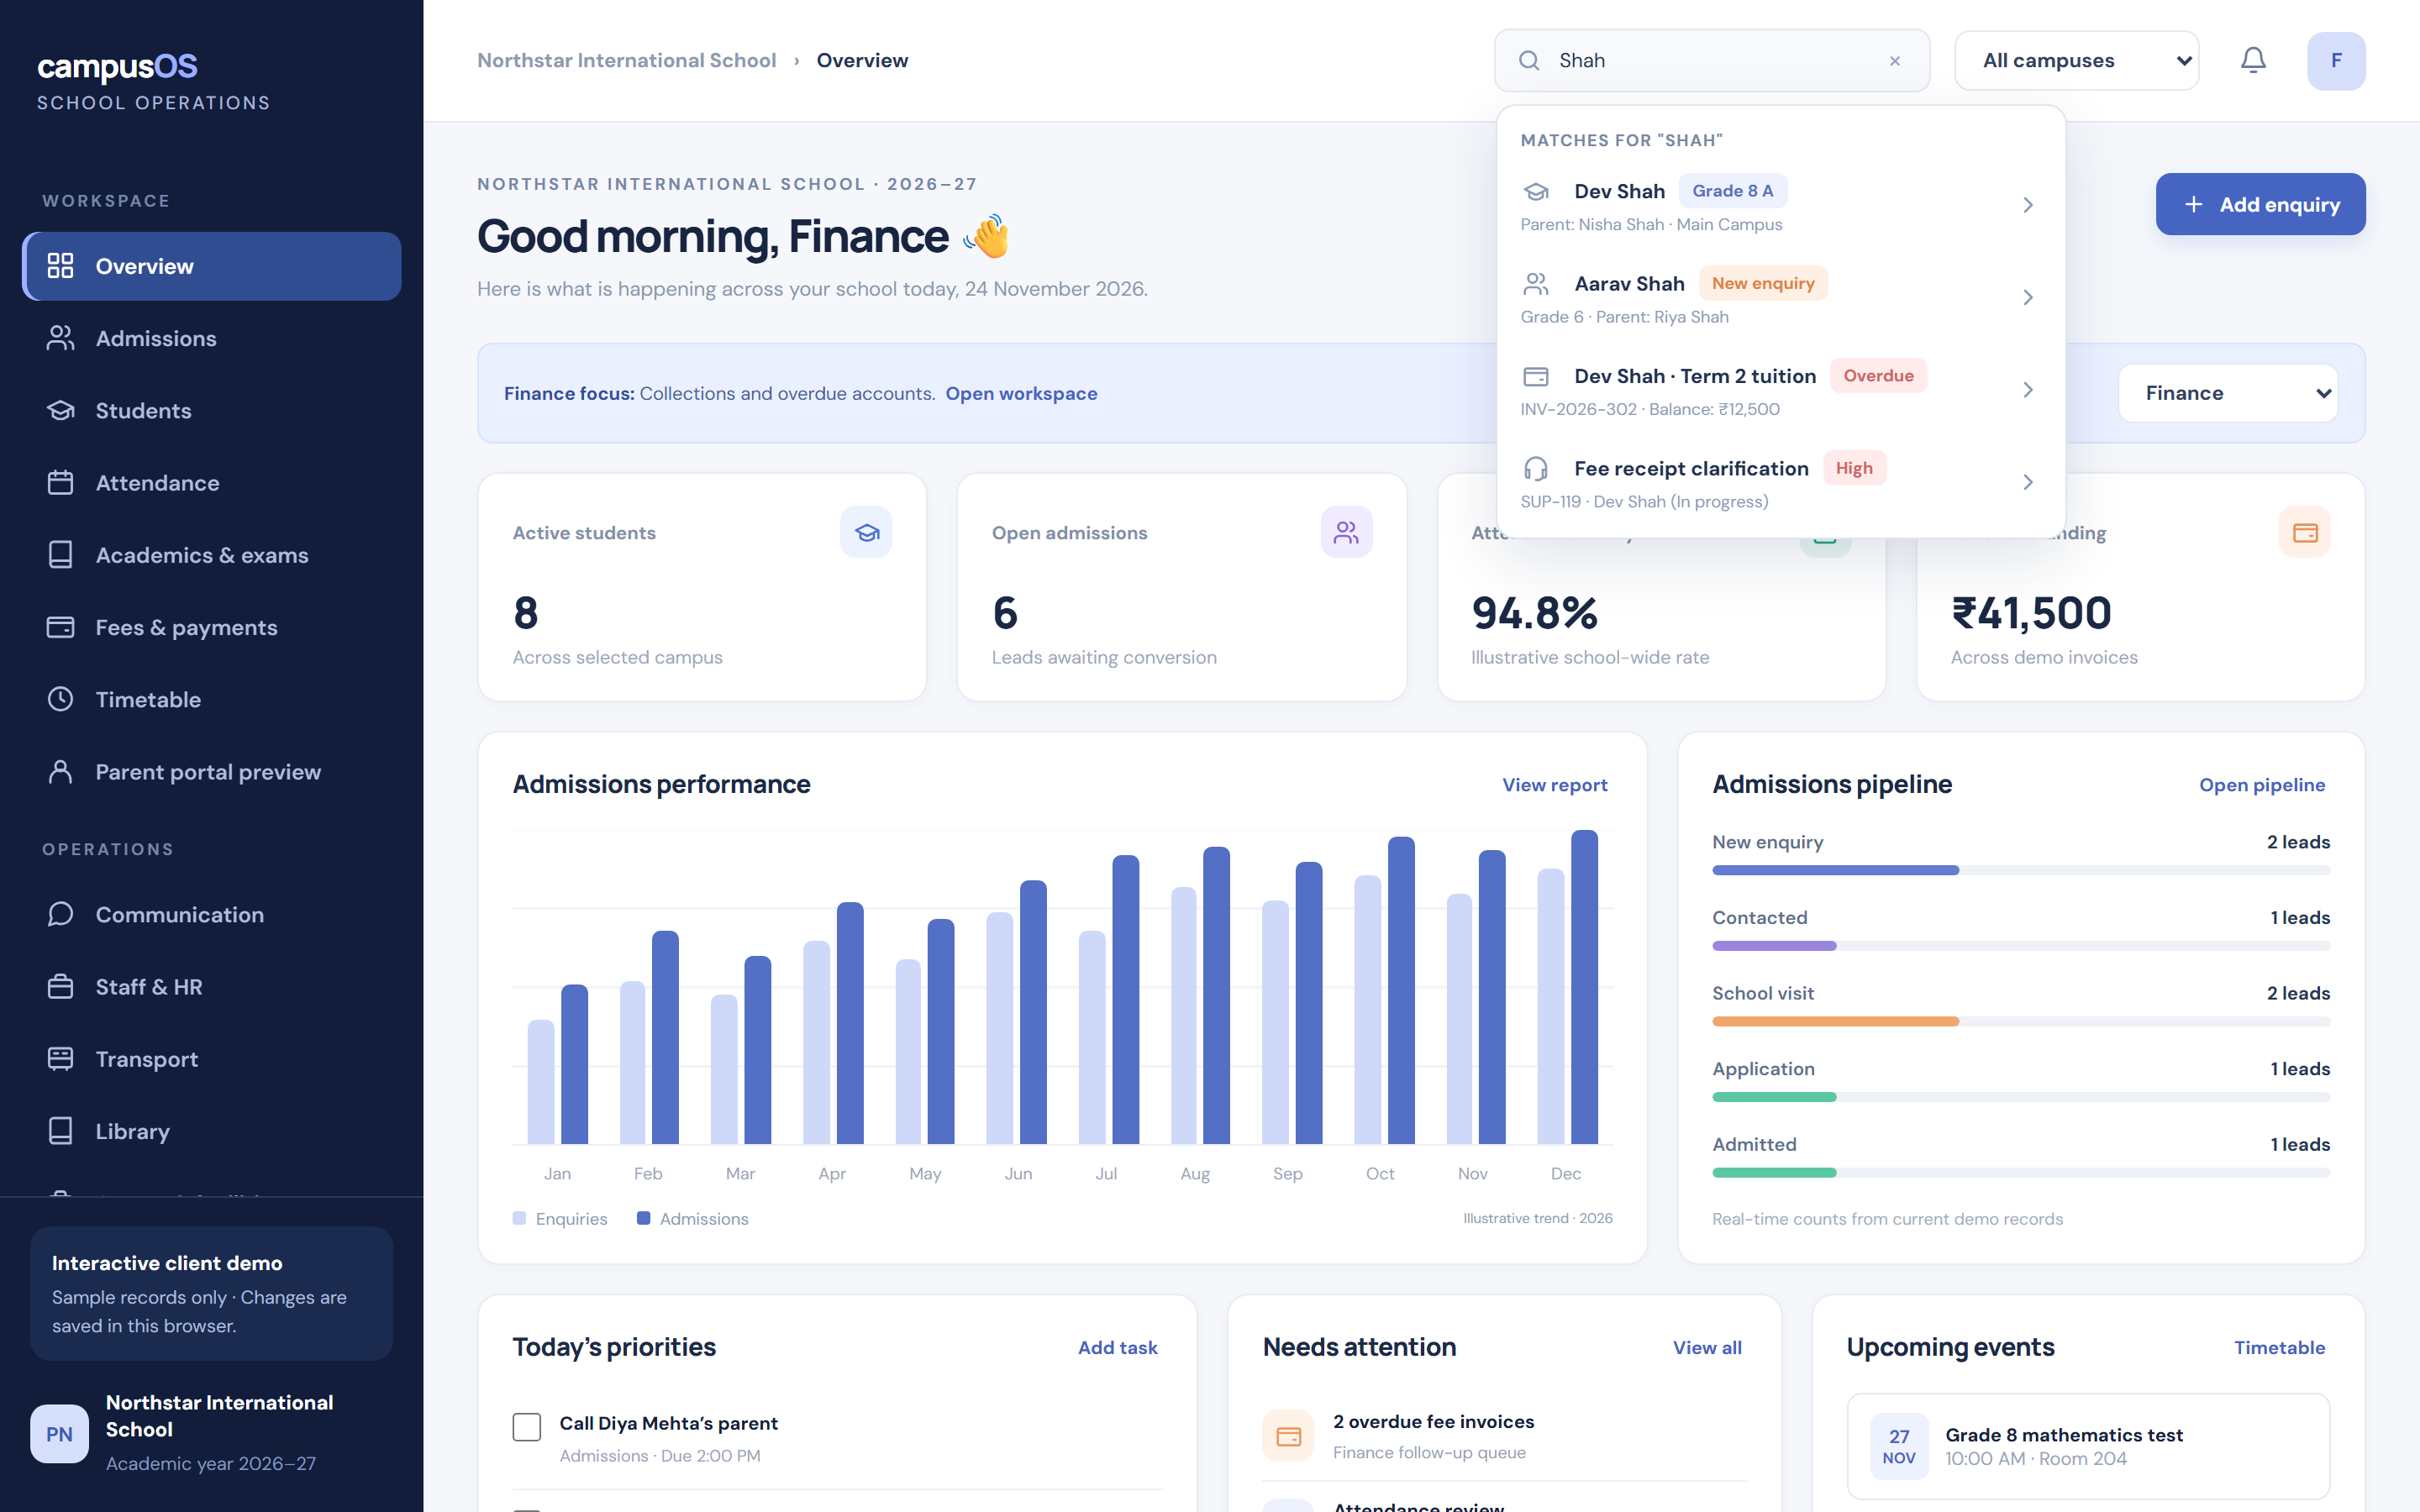 campusOS
SCHOOL OPERATIONS
WORKSPACE
Overview
Admissions
Students
Attendance
Academics & exams
Fees & payments
Timetable
Parent portal preview
OPERATIONS
Communication
Staff & HR
Transport
Library
Interactive client demo
Sample records only · Changes are
saved in this browser.
PN
Northstar International
School
Academic year 2026–27
Northstar International School › Overview
Shah ×
All campuses
F
MATCHES FOR "SHAH"
Dev Shah Grade 8 A
Parent: Nisha Shah · Main Campus
Aarav Shah New enquiry
Grade 6 · Parent: Riya Shah
Dev Shah · Term 2 tuition Overdue
INV-2026-302 · Balance: ₹12,500
Fee receipt clarification High
SUP-119 · Dev Shah (In progress)
NORTHSTAR INTERNATIONAL SCHOOL · 2026–27
Good morning, Finance 👋
Here is what is happening across your school today, 24 November 2026.
+ Add enquiry
Finance focus: Collections and overdue accounts. Open workspace
Finance
Active students
8
Across selected campus
Open admissions
6
Leads awaiting conversion
94.8%
Illustrative school-wide rate
₹41,500
Across demo invoices
Admissions performance
View report
Jan Feb Mar Apr May Jun Jul Aug Sep Oct Nov Dec
Enquiries Admissions
Illustrative trend · 2026
Admissions pipeline
Open pipeline
New enquiry 2 leads
Contacted 1 leads
School visit 2 leads
Application 1 leads
Admitted 1 leads
Real-time counts from current demo records
Today’s priorities
Add task
Call Diya Mehta’s parent
Admissions · Due 2:00 PM
Needs attention
View all
2 overdue fee invoices
Finance follow-up queue
Attendance review
Upcoming events
Timetable
27
NOV
Grade 8 mathematics test
10:00 AM · Room 204